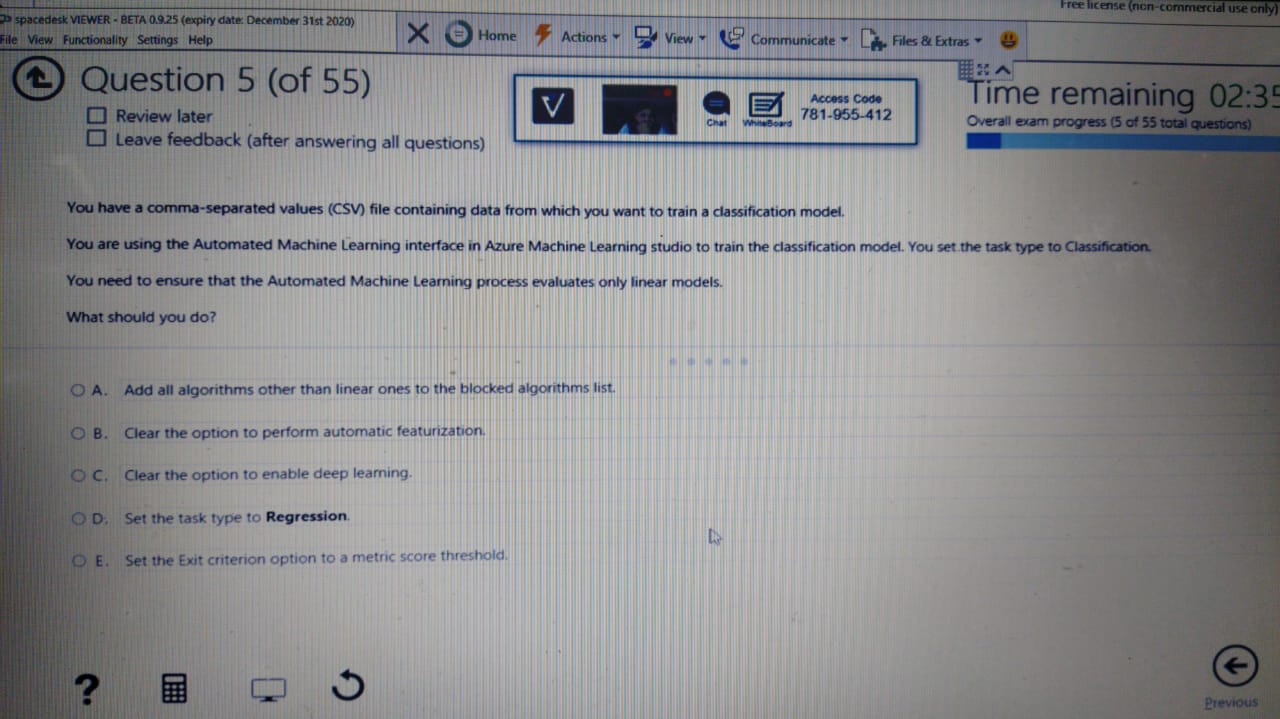 Free license (non-commercial use only)
spacedesk VIEWER - BETA 0.9.25 (expiry date: December 31st 2020)
File View Functionality Settings Help
Home Actions View Communicate Files & Extras
Question 5 (of 55)
Review later
Leave feedback (after answering all questions)
V
Chat
WhiteBoard
Access Code
781-955-412
Time remaining 02:35
Overall exam progress (5 of 55 total questions)
You have a comma-separated values (CSV) file containing data from which you want to train a classification model.
You are using the Automated Machine Learning interface in Azure Machine Learning studio to train the classification model. You set the task type to Classification.
You need to ensure that the Automated Machine Learning process evaluates only linear models.
What should you do?
A. Add all algorithms other than linear ones to the blocked algorithms list.
B. Clear the option to perform automatic featurization.
C. Clear the option to enable deep learning.
D. Set the task type to Regression.
E. Set the Exit criterion option to a metric score threshold.
?
Previous